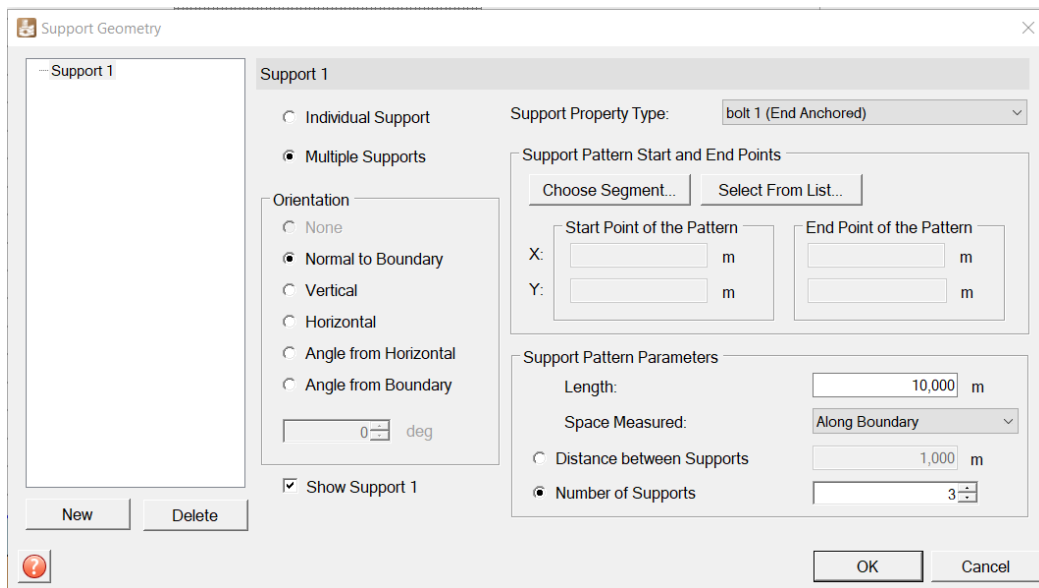 Support Geometry
Support 1
Support 1
Individual Support
Multiple Supports
Orientation
None
Normal to Boundary
Vertical
Horizontal
Angle from Horizontal
Angle from Boundary
0 deg
Show Support 1
Support Property Type: bolt 1 (End Anchored)
Support Pattern Start and End Points
Choose Segment... Select From List...
Start Point of the Pattern End Point of the Pattern
X: m m
Y: m m
Support Pattern Parameters
Length: 10,000 m
Space Measured: Along Boundary
Distance between Supports 1,000 m
Number of Supports 3
New Delete
? OK Cancel